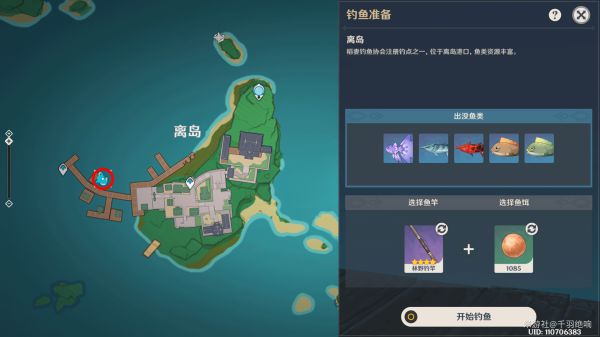 钓鱼准备
?
离岛
稻妻钓鱼协会注册钓点之一，位于离岛港口，鱼类资源丰富。
离岛
出没鱼类
选择鱼竿
选择鱼饵
林野钓竿
1085
开始钓鱼
米游社@千羽绝响
UID: 110706383